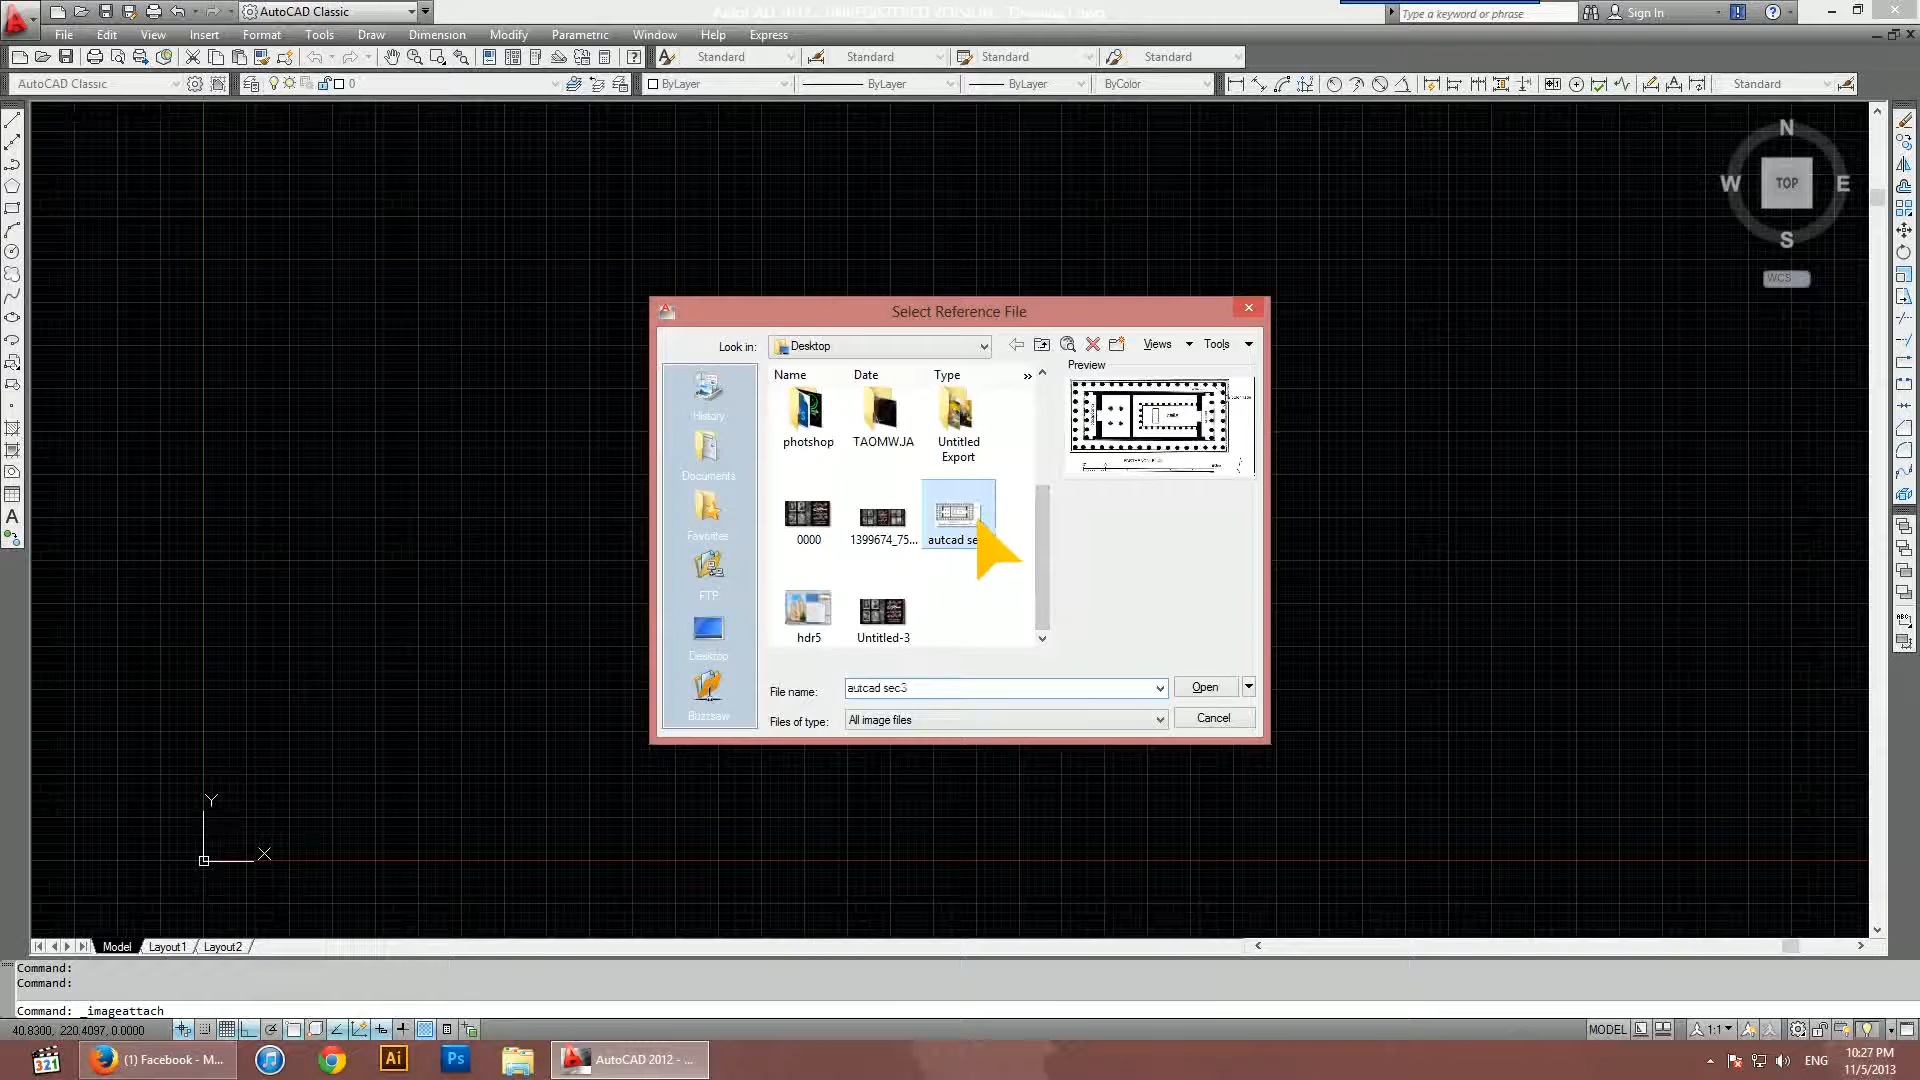 AutoCAD Classic
Type a keyword or phrase
Sign In
File Edit View Insert Format Tools Draw Dimension Modify Parametric Window Help Express
Standard Standard Standard Standard
AutoCAD Classic 0 ByLayer ByLayer ByLayer ByColor Standard
N
W TOP E
S
WCS
Select Reference File
Look in: Desktop Views Tools
Name Date Type » Preview
History
Documents
Favorites
FTP
Desktop
Buzzsaw
photshop TAOMW.JA Untitled Export
0000 1399674_75... autcad se
hdr5 Untitled-3
File name: autcad sec3 Open
Files of type: All image files Cancel
Y
X
Model Layout1 Layout2
Command:
Command:
Command: _imageattach
40.8300, 220.4097, 0.0000 MODEL 1:1
321 (1) Facebook - M... Ai Ps AutoCAD 2012 - ... ENG 10:27 PM
11/5/2013